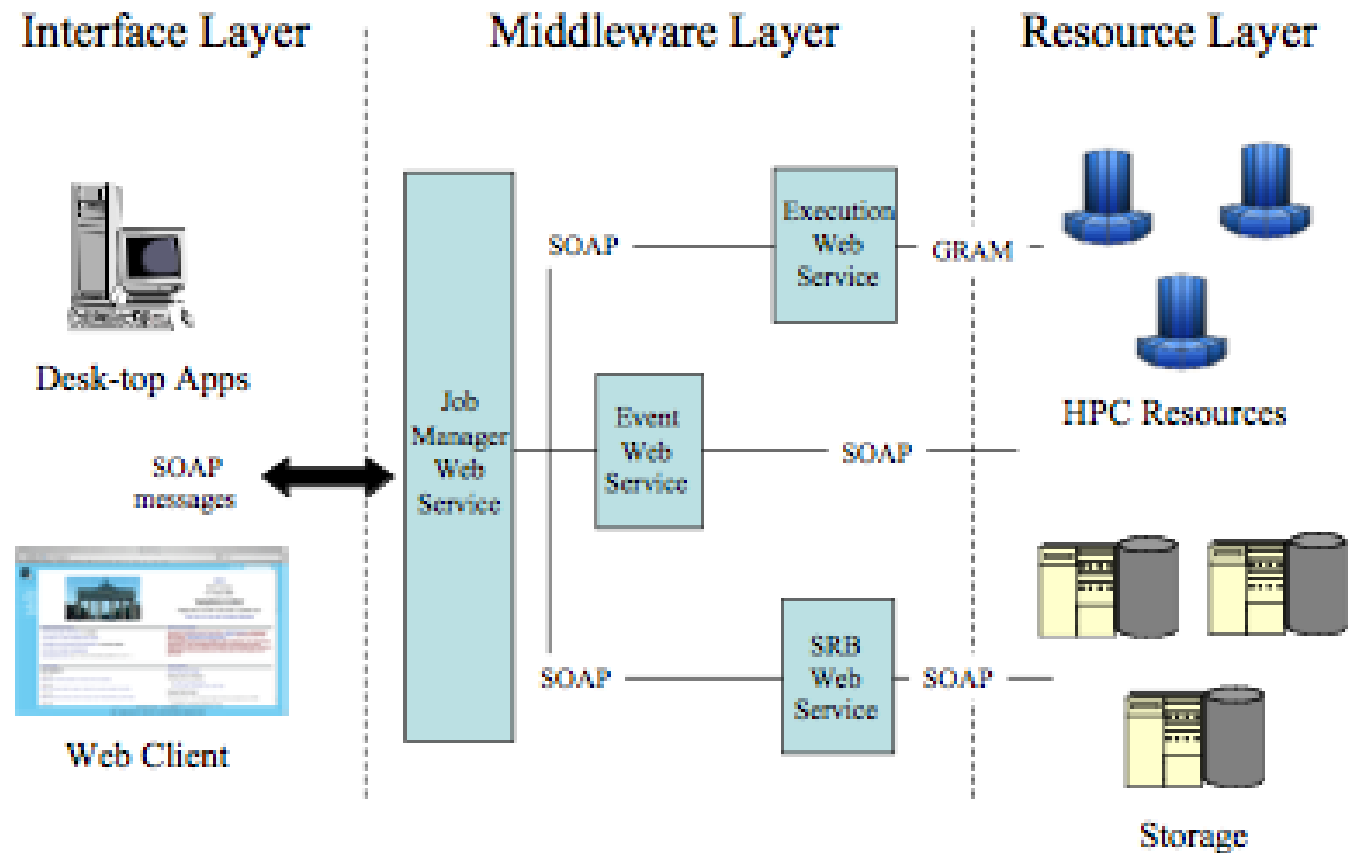 Interface Layer
Middleware Layer
Resource Layer
Execution
Web
Service
SOAP
GRAM
Desk-top Apps
HPC Resources
Job
Manager
Web
Service
Event
Web
Service
SOAP
SOAP
messages
SRB
Web
Service
SOAP
SOAP
Web Client
Storage